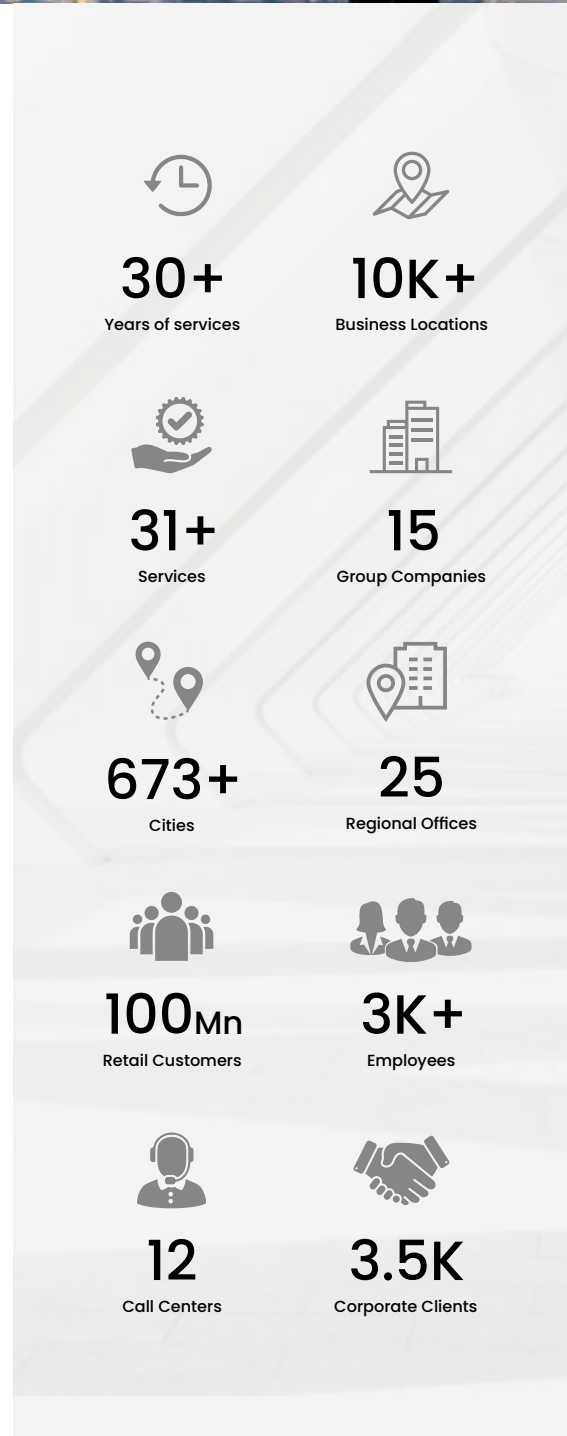 30+
Years of services
10K+
Business Locations
31+
Services
15
Group Companies
673+
Cities
25
Regional Offices
100Mn
Retail Customers
3K+
Employees
12
Call Centers
3.5K
Corporate Clients